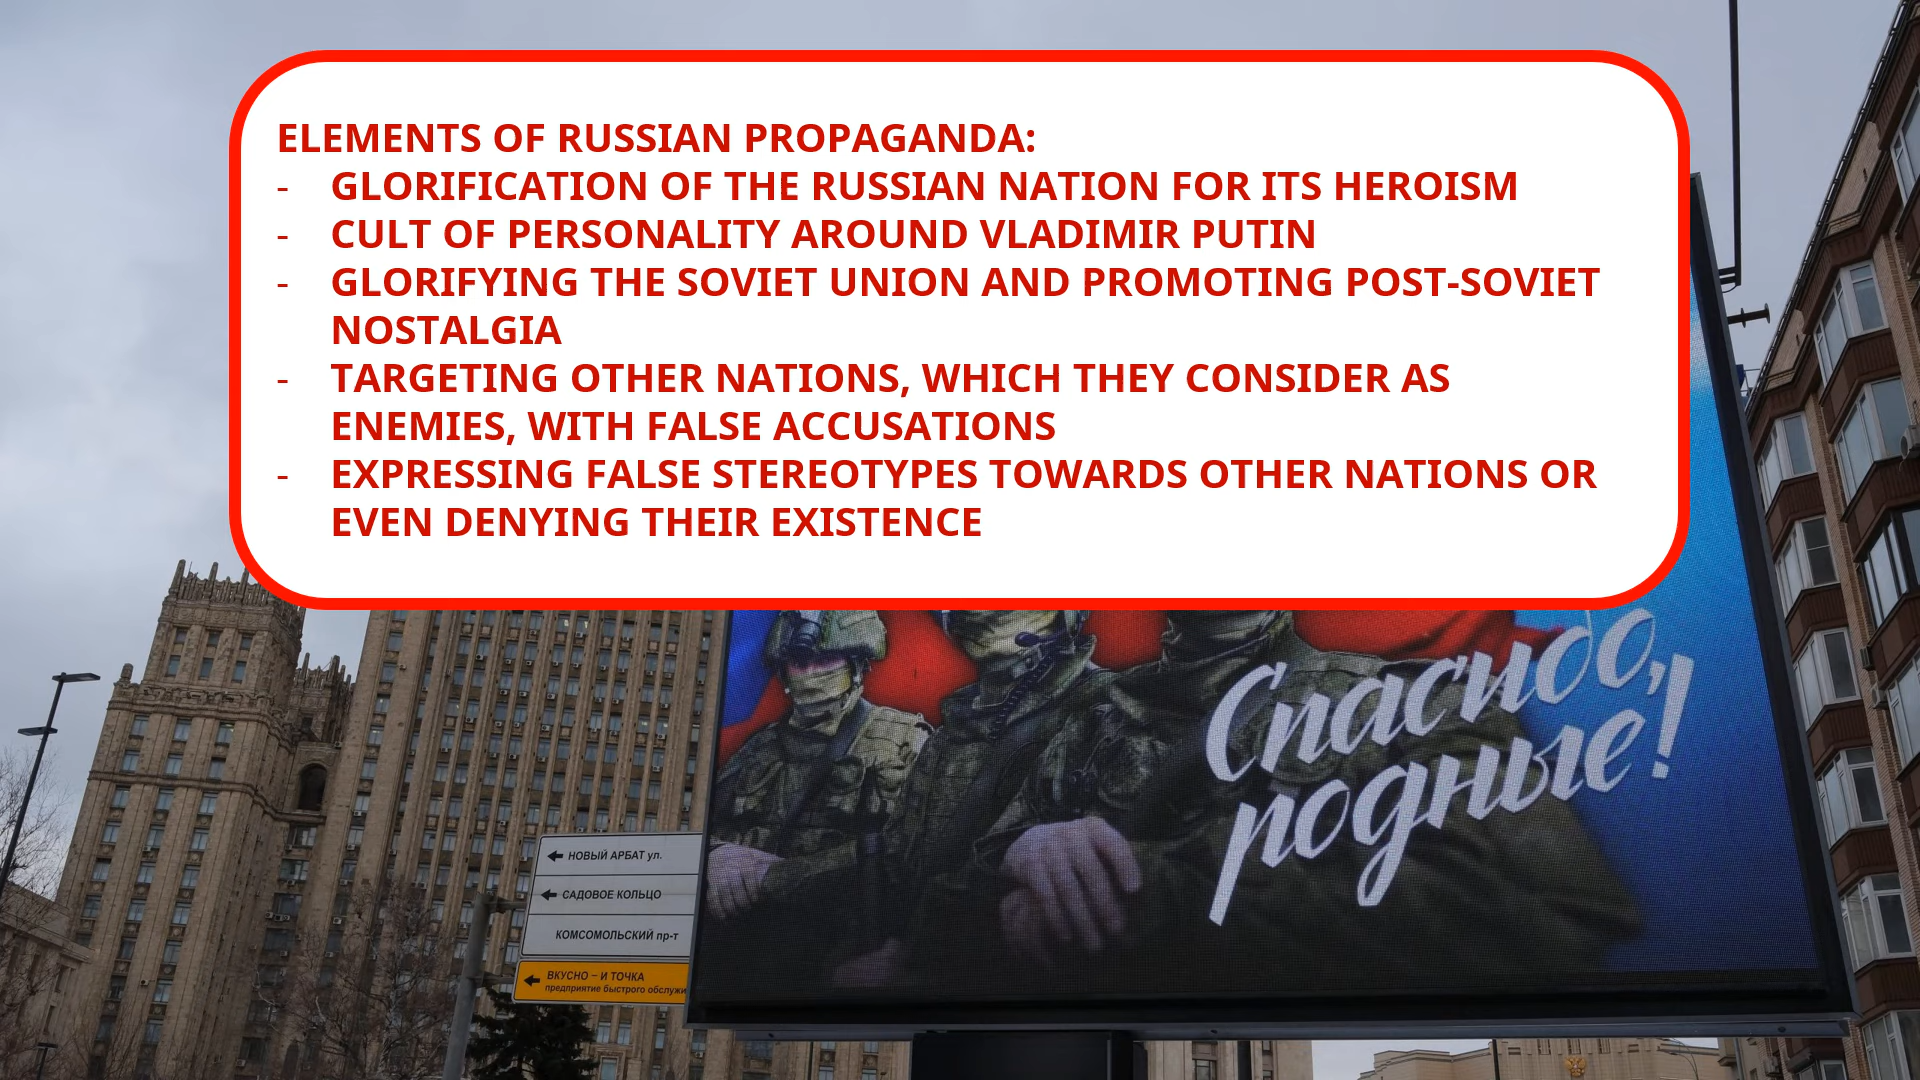 ELEMENTS OF RUSSIAN PROPAGANDA:
- GLORIFICATION OF THE RUSSIAN NATION FOR ITS HEROISM
- CULT OF PERSONALITY AROUND VLADIMIR PUTIN
- GLORIFYING THE SOVIET UNION AND PROMOTING POST-SOVIET
NOSTALGIA
- TARGETING OTHER NATIONS, WHICH THEY CONSIDER AS
ENEMIES, WITH FALSE ACCUSATIONS
- EXPRESSING FALSE STEREOTYPES TOWARDS OTHER NATIONS OR
EVEN DENYING THEIR EXISTENCE
Спасибо,
родные!
НОВЫЙ АРБАТ ул.
САДОВОЕ КОЛЬЦО
КОМСОМОЛЬСКИЙ пр-т
ВКУСНО – И ТОЧКА
предприятие быстрого